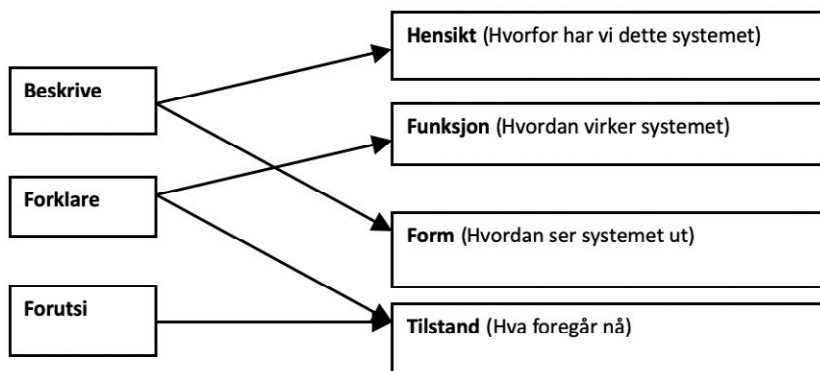 Beskrive
Forklare
Forutsi
Hensikt (Hvorfor har vi dette systemet)
Funksjon (Hvordan virker systemet)
Form (Hvordan ser systemet ut)
Tilstand (Hva foregår nå)